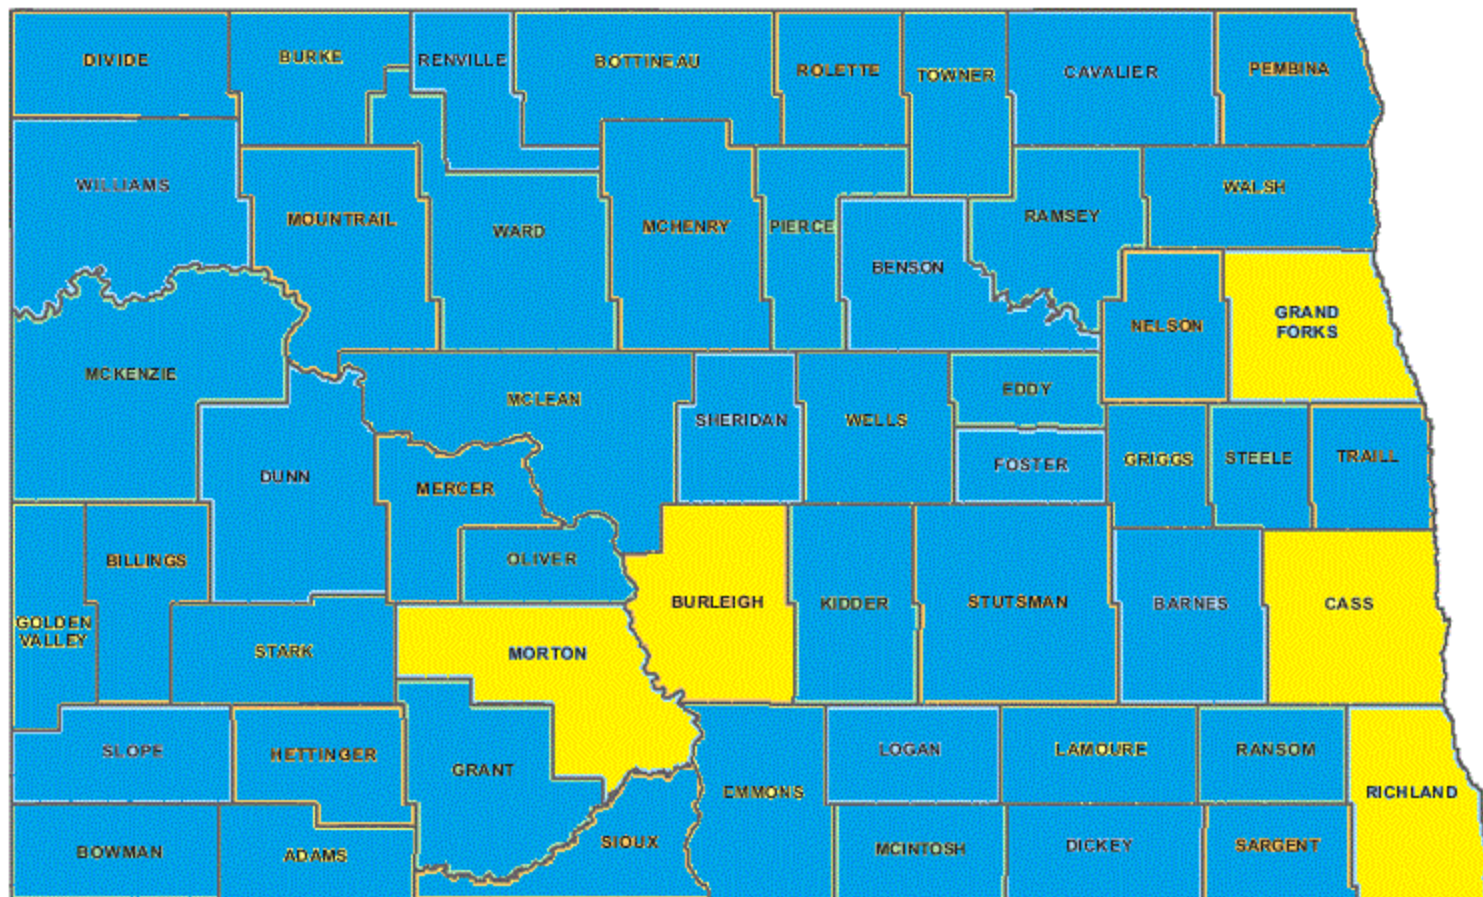 DIVIDE
BURKE
RENVILLE
BOTTINEAU
ROLETTE
TOWNER
CAVALIER
PEMBINA
WILLIAMS
MOUNTRAIL
WARD
MCHENRY
PIERCE
BENSON
RAMSEY
WALSH
NELSON
GRAND
FORKS
MCKENZIE
MCLEAN
SHERIDAN
WELLS
EDDY
FOSTER
GRIGGS
STEELE
TRAILL
DUNN
MERCER
OLIVER
BILLINGS
GOLDEN
VALLEY
STARK
MORTON
BURLEIGH
KIDDER
STUTSMAN
BARNES
CASS
SLOPE
HETTINGER
GRANT
EMMONS
LOGAN
LAMOURE
RANSOM
RICHLAND
BOWMAN
ADAMS
SIOUX
MCINTOSH
DICKEY
SARGENT